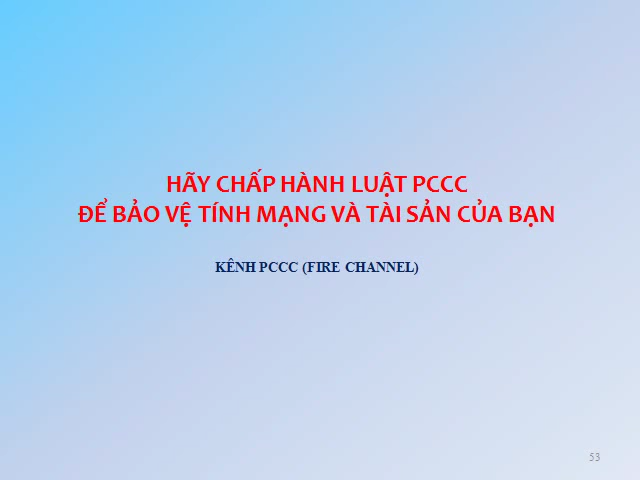 HÃY CHẤP HÀNH LUẬT PCCC
ĐỂ BẢO VỆ TÍNH MẠNG VÀ TÀI SẢN CỦA BẠN
KÊNH PCCC (FIRE CHANNEL)
53